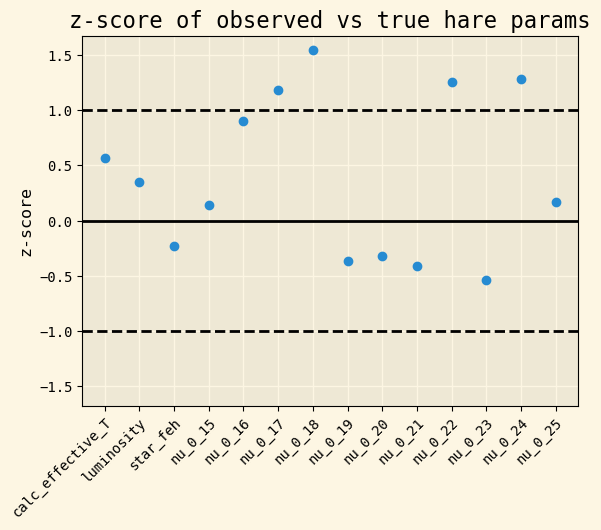 z-score of observed vs true hare params
z-score
1.5
1.0
0.5
0.0
−0.5
−1.0
−1.5
calc_effective_T
luminosity
star_feh
nu_0_15
nu_0_16
nu_0_17
nu_0_18
nu_0_19
nu_0_20
nu_0_21
nu_0_22
nu_0_23
nu_0_24
nu_0_25